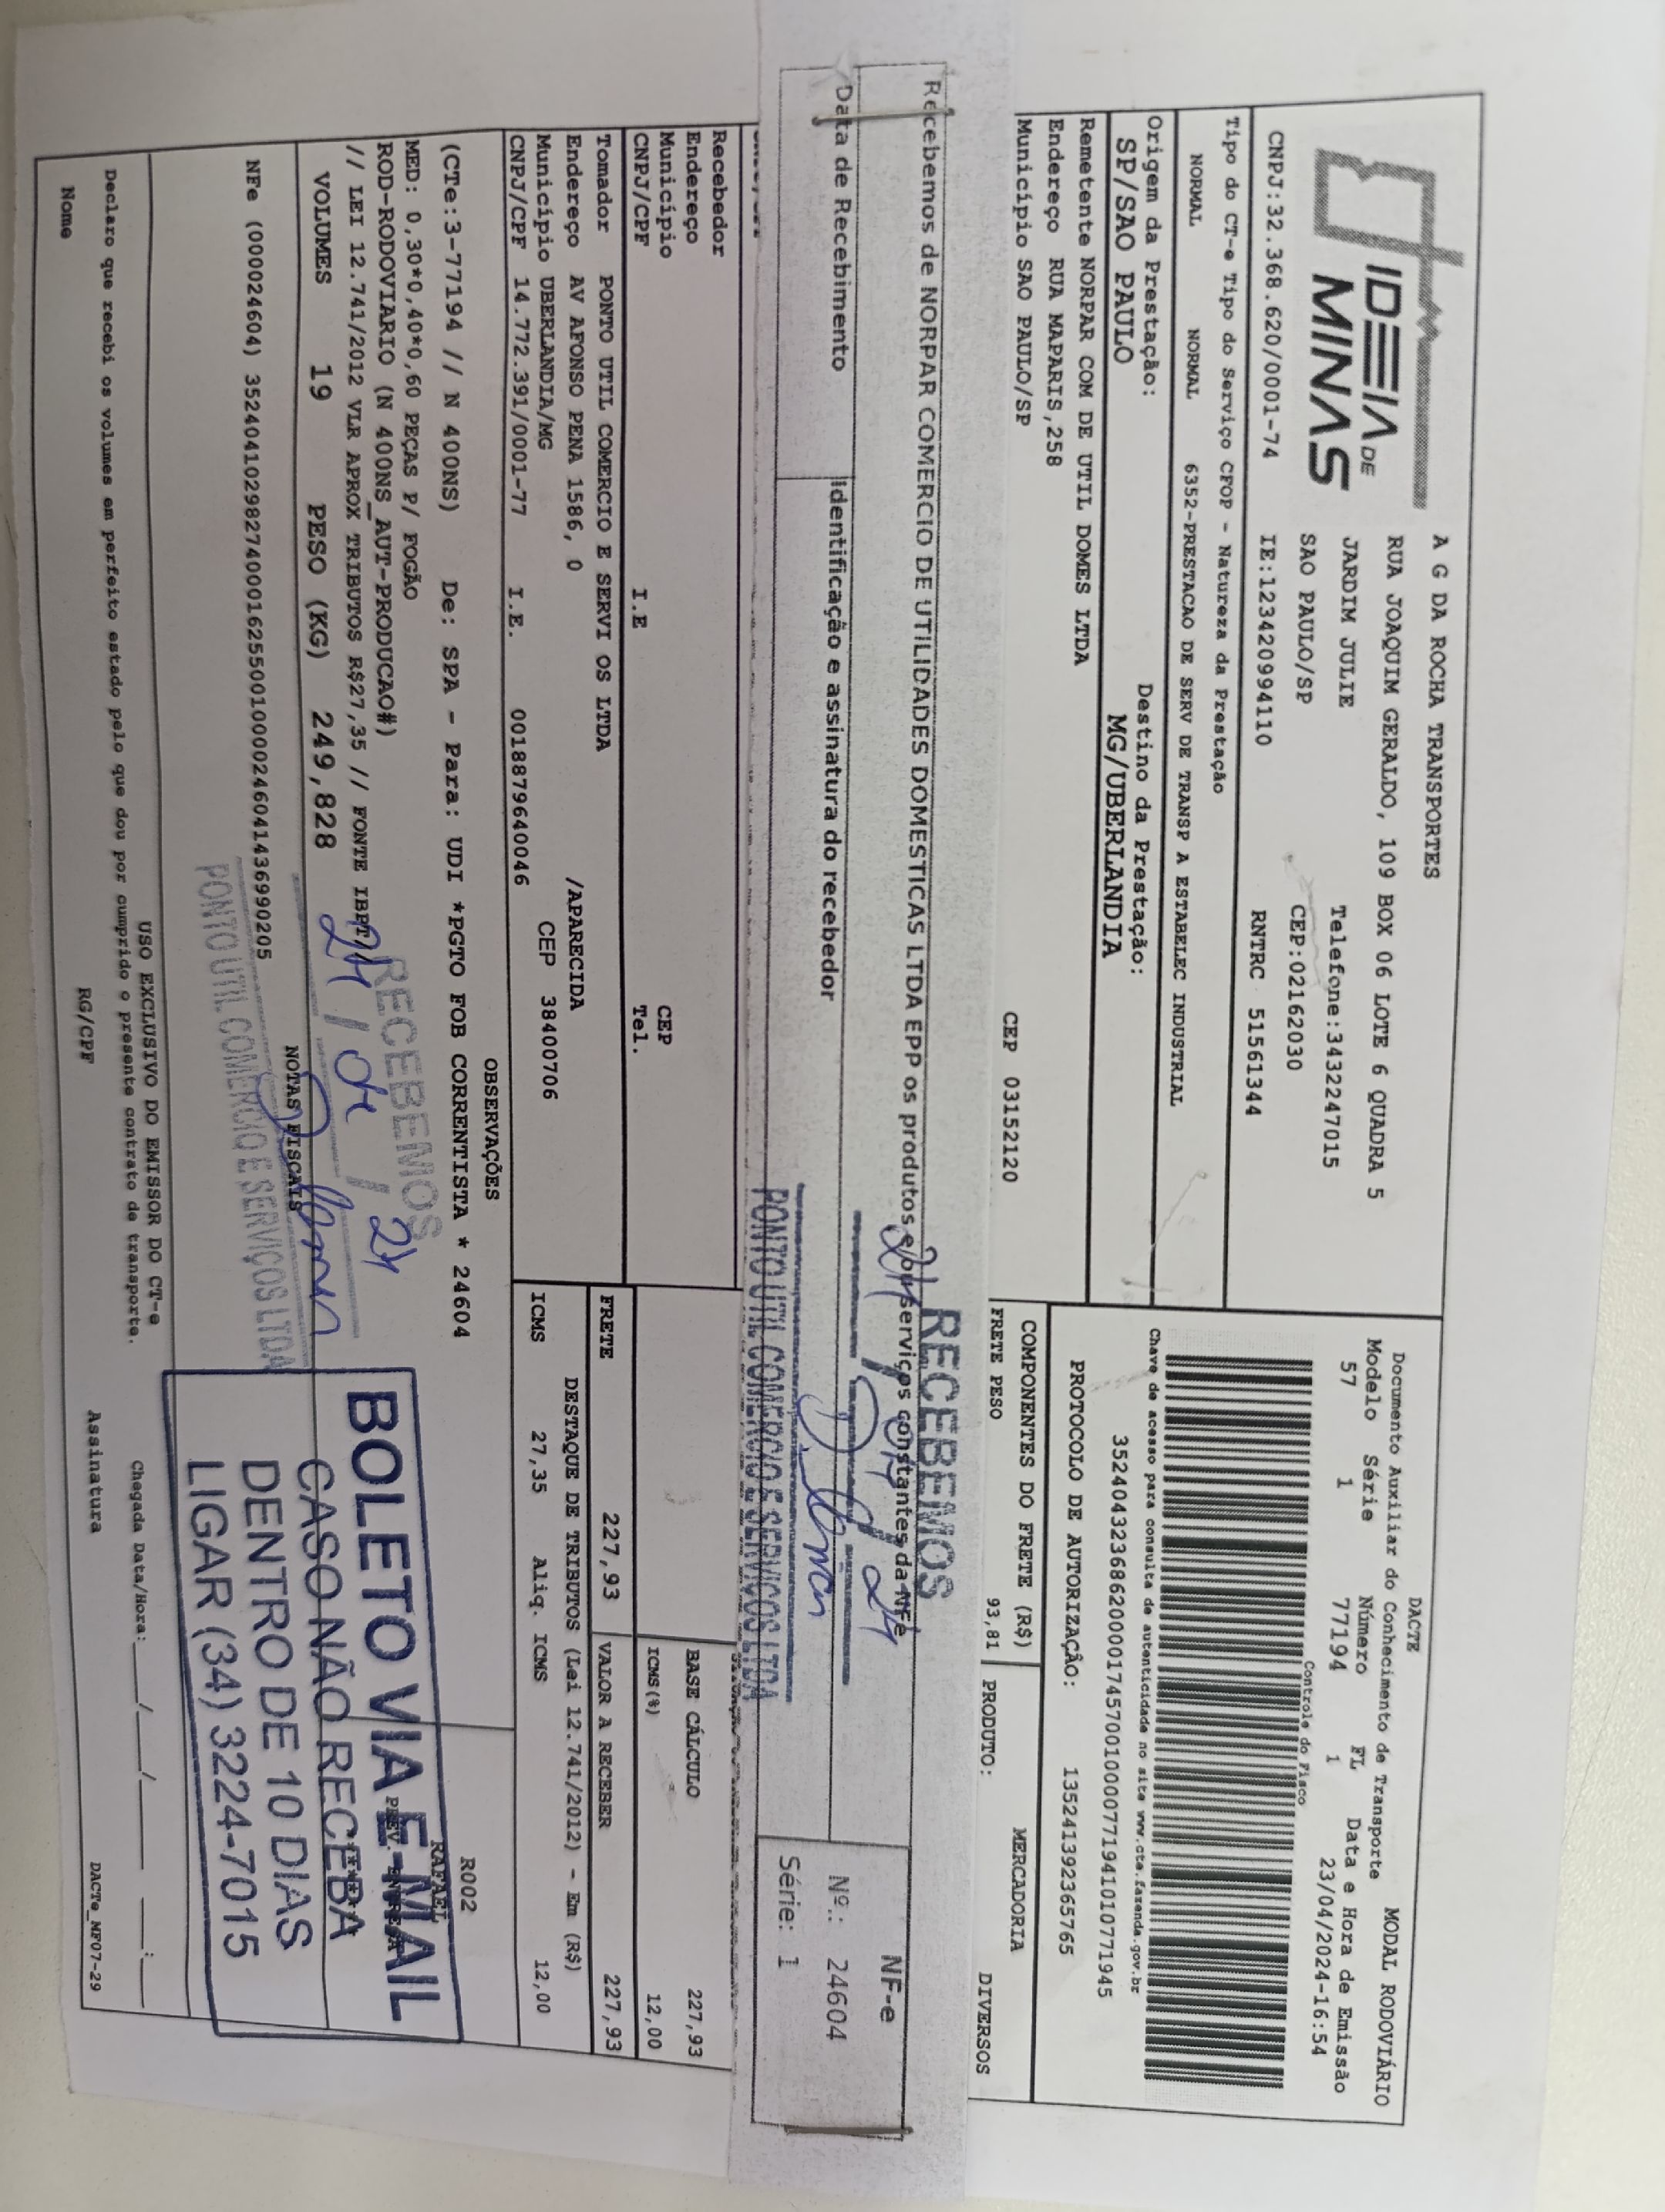 IDEIA DE
MINAS
A G DA ROCHA TRANSPORTES
RUA JOAQUIM GERALDO, 109 BOX 06 LOTE 6 QUADRA 5
JARDIM JULIE Telefone:3432247015
SAO PAULO/SP CEP:02162030
CNPJ:32.368.620/0001-74 IE:123420994110 RNTRC 51561344
Tipo do CT-e Tipo do Serviço CFOP - Natureza da Prestação
NORMAL NORMAL 6352-PRESTACAO DE SERV DE TRANSP A ESTABELEC INDUSTRIAL
Origem da Prestação: Destino da Prestação:
SP/SAO PAULO MG/UBERLANDIA
Remetente NORPAR COM DE UTIL DOMES LTDA
Endereço RUA MAPARIS,258
Município SAO PAULO/SP CEP 03152120
DACTE
Documento Auxiliar do Conhecimento de Transporte MODAL RODOVIÁRIO
Modelo Série Número FL Data e Hora de Emissão
57 1 77194 1 23/04/2024-16:54
Controle do Fisco
Chave de acesso para consulta de autenticidade no site www.cte.fazenda.gov.br
35240432368620000174570010000771941010771945
PROTOCOLO DE AUTORIZAÇÃO: 135241392365765
COMPONENTES DO FRETE (R$) MERCADORIA
FRETE PESO 93,81 PRODUTO: DIVERSOS
Recebemos de NORPAR COMERCIO DE UTILIDADES DOMESTICAS LTDA EPP os produtos e/ou serviços constantes da NFe
Data de Recebimento Identificação e assinatura do recebedor
NF-e
Nº.: 24604
Série: 1
RECEBEMOS
24 / 04 / 24
PONTO UTIL COMERCIO E SERVIÇOS LTDA
Recebedor
Endereço
Município CEP
CNPJ/CPF I.E Tel.
Tomador PONTO UTIL COMERCIO E SERVI OS LTDA
Endereço AV AFONSO PENA 1586, 0 /APARECIDA
Município UBERLANDIA/MG CEP 38400706
CNPJ/CPF 14.772.391/0001-77 I.E. 0018879640046
BASE CÁLCULO 227,93
ICMS(%) 12,00
FRETE 227,93 VALOR A RECEBER 227,93
DESTAQUE DE TRIBUTOS (Lei 12.741/2012) - Em (R$)
ICMS 27,35 Aliq. ICMS 12,00
OBSERVAÇÕES
(CTe:3-77194 // N 400NS) De: SPA - Para: UDI *PGTO FOB CORRENTISTA * 24604
MED: 0,30*0,40*0,60 PEÇAS P/ FOGÃO
ROD-RODOVIARIO (N 400NS_AUT-PRODUCAO#)
// LEI 12.741/2012 VLR APROX TRIBUTOS R$27,35 // FONTE IBPT//
R002
RAFAEL
PREV. ENTREGA
VOLUMES 19 PESO (KG) 249,828
NOTAS FISCAIS
NFe (000024604) 35240410298274000162550010000246041436990205
RECEBEMOS
24 / 04 / 24
PONTO UTIL COMERCIO E SERVIÇOS LTDA
BOLETO VIA E-MAIL
CASO NÃO RECEBA
DENTRO DE 10 DIAS
LIGAR (34) 3224-7015
USO EXCLUSIVO DO EMISSOR DO CT-e
Declaro que recebi os volumes em perfeito estado pelo que dou por cumprido o presente contrato de transporte. Chegada Data/Hora:___/___/___ ___:___
Nome RG/CPF Assinatura DACTe_NF07-29